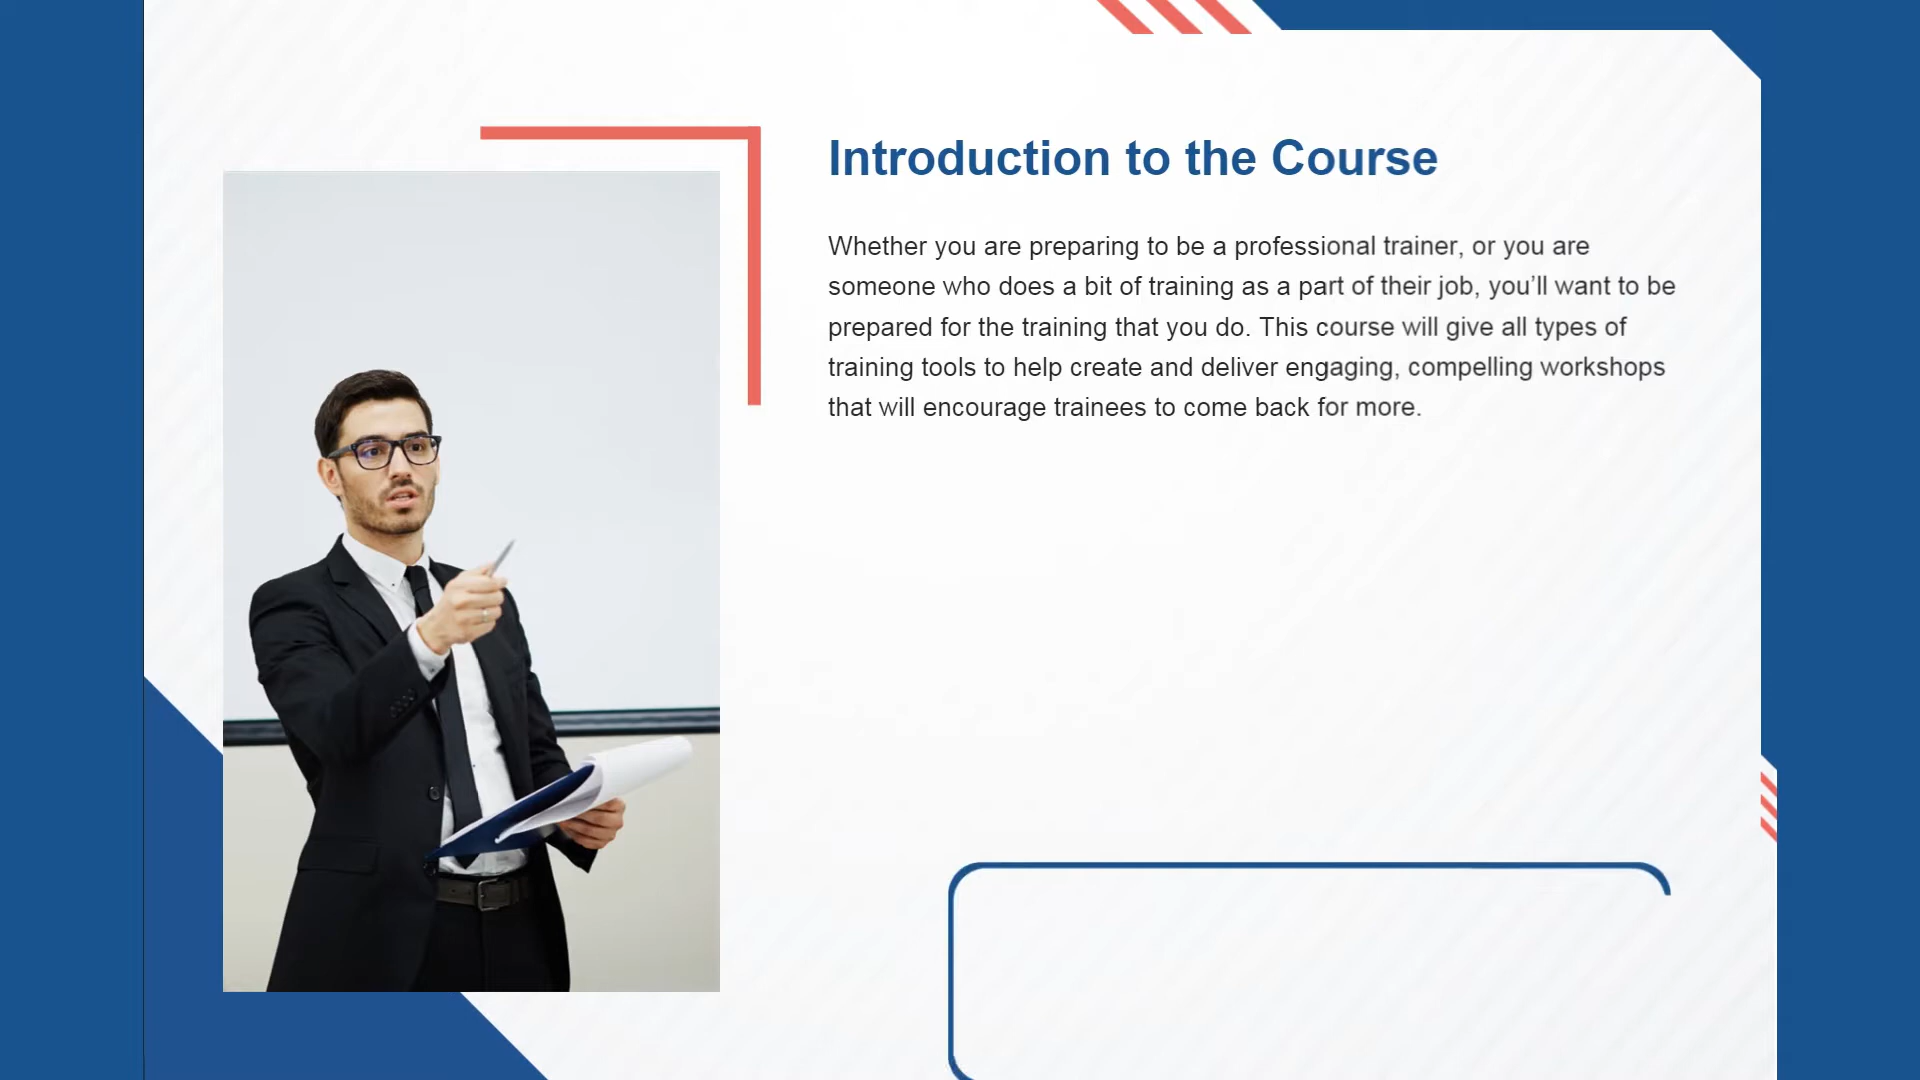 Introduction to the Course
Whether you are preparing to be a professional trainer, or you are
someone who does a bit of training as a part of their job, you’ll want to be
prepared for the training that you do. This course will give all types of
training tools to help create and deliver engaging, compelling workshops
that will encourage trainees to come back for more.